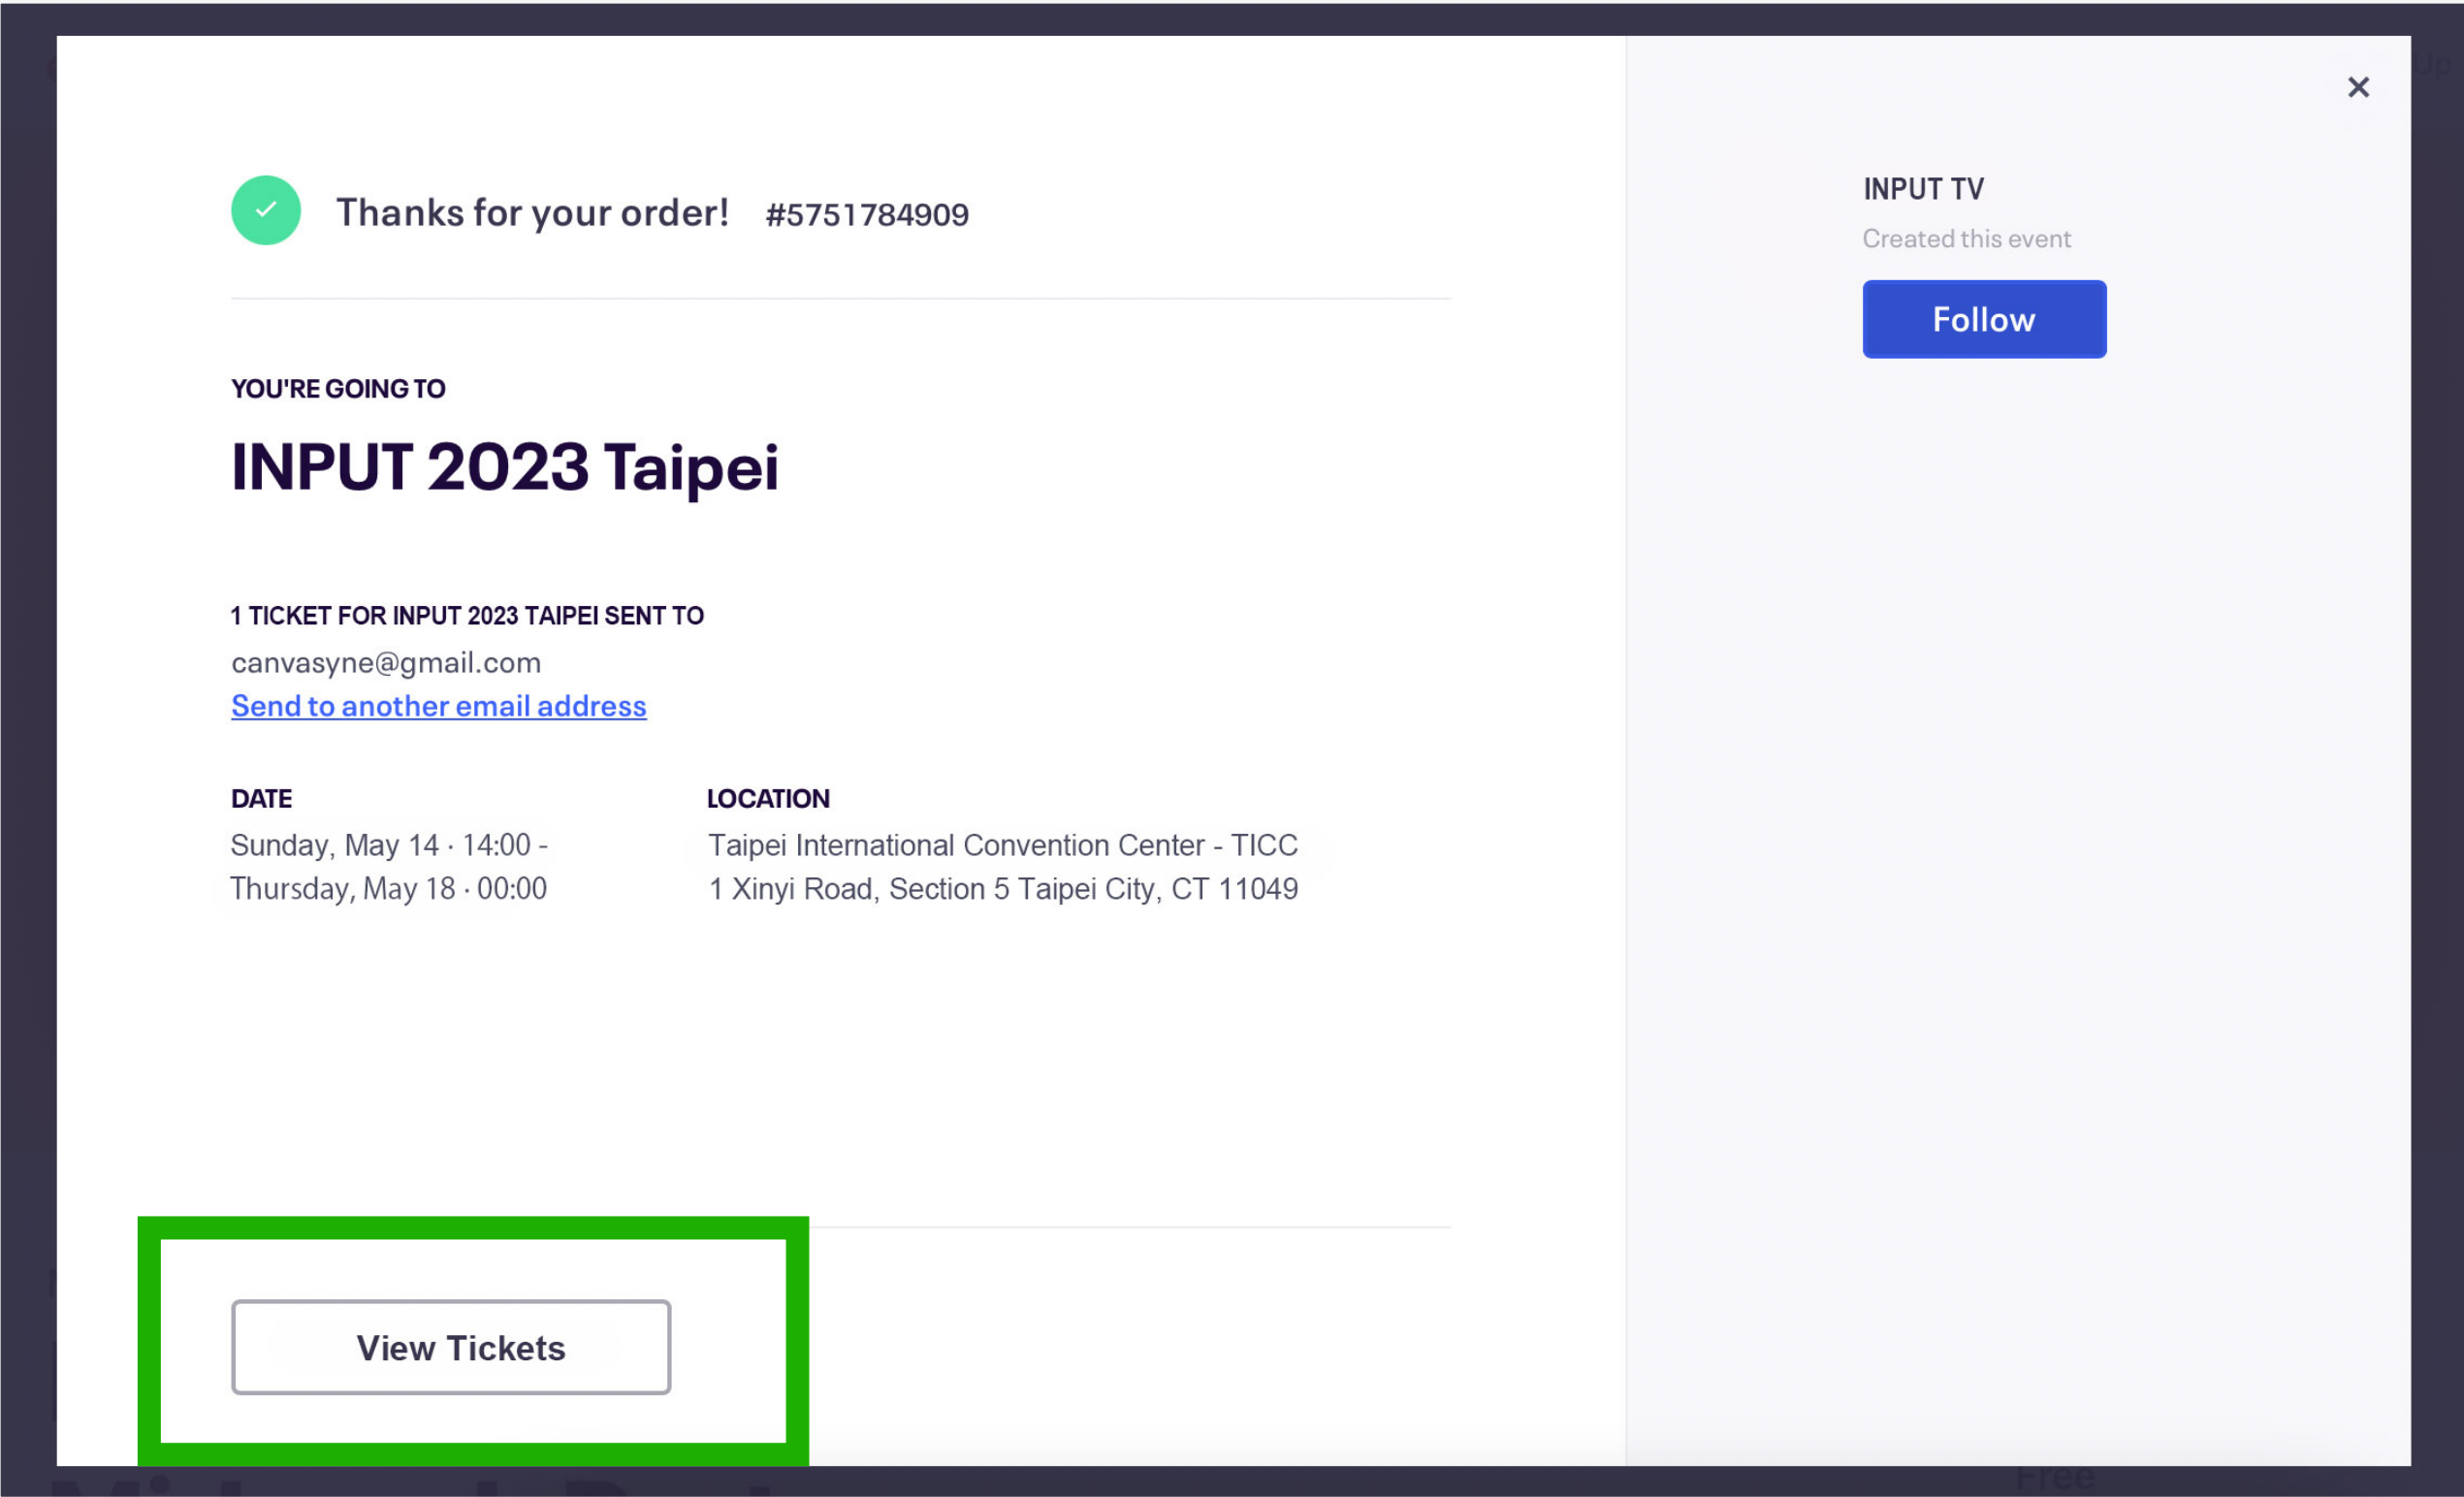 Up
Thanks for your order! #5751784909
INPUT TV
Created this event
Follow
YOU'RE GOING TO
INPUT 2023 Taipei
1 TICKET FOR INPUT 2023 TAIPEI SENT TO
canvasyne@gmail.com
Send to another email address
DATE
Sunday, May 14 · 14:00 -
Thursday, May 18 · 00:00
LOCATION
Taipei International Convention Center - TICC
1 Xinyi Road, Section 5 Taipei City, CT 11049
View Tickets
Free